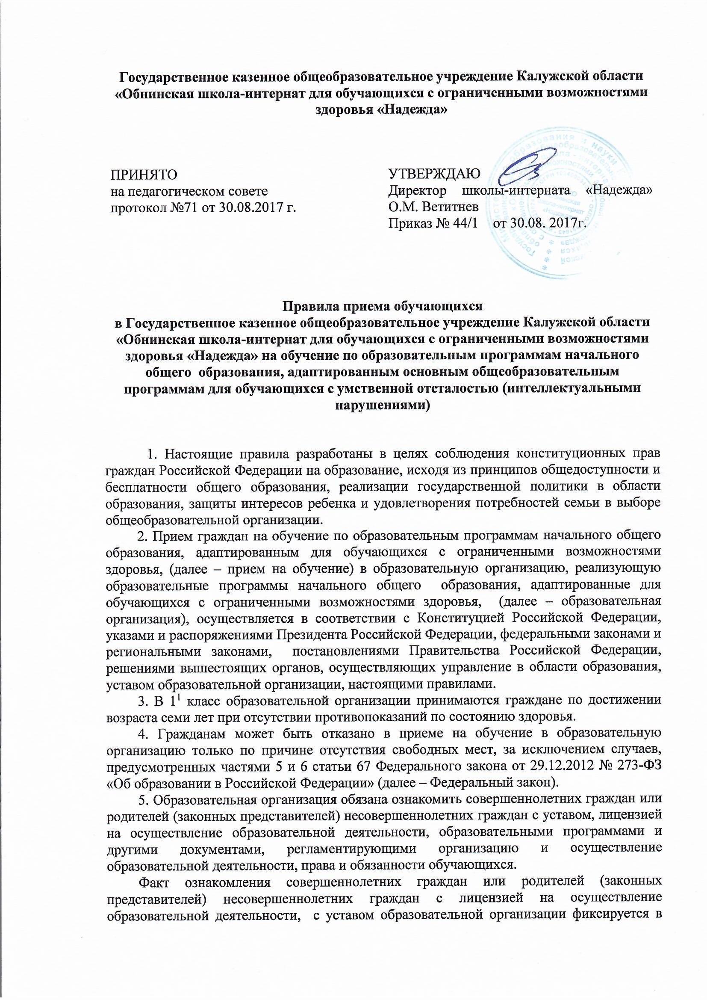 Государственное казенное общеобразовательное учреждение Калужской области
«Обнинская школа-интернат для обучающихся с ограниченными возможностями
здоровья «Надежда»
ПРИНЯТО
на педагогическом совете
протокол №71 от 30.08.2017 г.
УТВЕРЖДАЮ
Директор школы-интерната «Надежда»
О.М. Ветитнев
Приказ № 44/1 от 30.08. 2017г.
Правила приема обучающихся
в Государственное казенное общеобразовательное учреждение Калужской области
«Обнинская школа-интернат для обучающихся с ограниченными возможностями
здоровья «Надежда» на обучение по образовательным программам начального
общего образования, адаптированным основным общеобразовательным
программам для обучающихся с умственной отсталостью (интеллектуальными
нарушениями)
1. Настоящие правила разработаны в целях соблюдения конституционных прав
граждан Российской Федерации на образование, исходя из принципов общедоступности и
бесплатности общего образования, реализации государственной политики в области
образования, защиты интересов ребенка и удовлетворения потребностей семьи в выборе
общеобразовательной организации.
2. Прием граждан на обучение по образовательным программам начального общего
образования, адаптированным для обучающихся с ограниченными возможностями
здоровья, (далее – прием на обучение) в образовательную организацию, реализующую
образовательные программы начального общего образования, адаптированные для
обучающихся с ограниченными возможностями здоровья, (далее – образовательная
организация), осуществляется в соответствии с Конституцией Российской Федерации,
указами и распоряжениями Президента Российской Федерации, федеральными законами и
региональными законами, постановлениями Правительства Российской Федерации,
решениями вышестоящих органов, осуществляющих управление в области образования,
уставом образовательной организации, настоящими правилами.
3. В 1¹ класс образовательной организации принимаются граждане по достижении
возраста семи лет при отсутствии противопоказаний по состоянию здоровья.
4. Гражданам может быть отказано в приеме на обучение в образовательную
организацию только по причине отсутствия свободных мест, за исключением случаев,
предусмотренных частями 5 и 6 статьи 67 Федерального закона от 29.12.2012 № 273-ФЗ
«Об образовании в Российской Федерации» (далее – Федеральный закон).
5. Образовательная организация обязана ознакомить совершеннолетних граждан или
родителей (законных представителей) несовершеннолетних граждан с уставом, лицензией
на осуществление образовательной деятельности, образовательными программами и
другими документами, регламентирующими организацию и осуществление
образовательной деятельности, права и обязанности обучающихся.
Факт ознакомления совершеннолетних граждан или родителей (законных
представителей) несовершеннолетних граждан с лицензией на осуществление
образовательной деятельности, с уставом образовательной организации фиксируется в